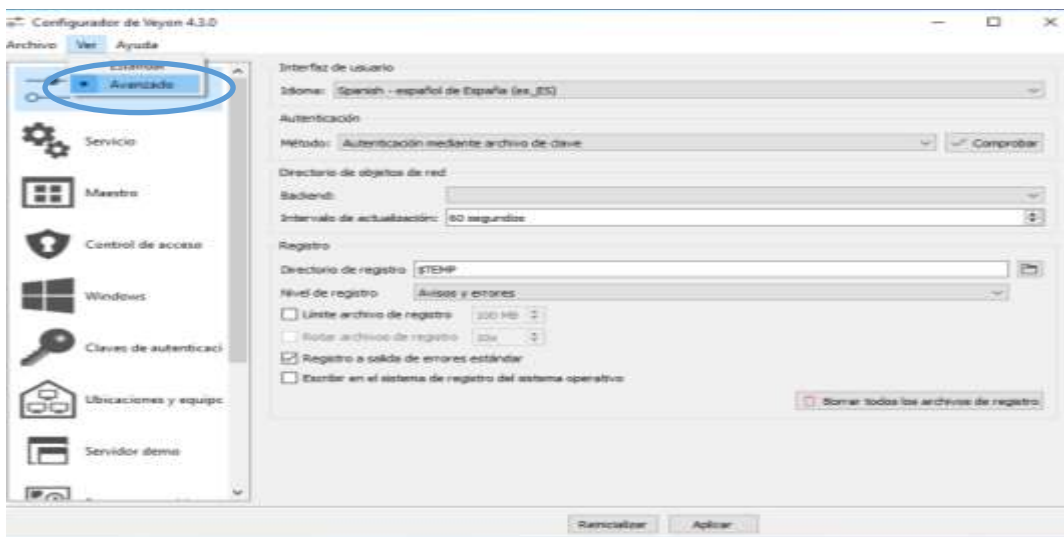 Configurador de Veyon 4.3.0
Archivo Ver Ayuda
Estándar
Avanzado
Servicio
Maestro
Control de acceso
Windows
Claves de autenticaci
Ubicaciones y equipc
Servidor demo
Interfaz de usuario
Idioma: Spanish - español de España (es_ES)
Autenticación
Método: Autenticación mediante archivo de clave
Comprobar
Directorio de objetos de red
Backend:
Intervalo de actualización: 60 segundos
Registro
Directorio de registro $TEMP
Nivel de registro Avisos y errores
Límite archivo de registro 100 MB
Rotar archivos de registro 10x
Registro a salida de errores estándar
Escribir en el sistema de registro del sistema operativo
Borrar todos los archivos de registro
Reinicializar Aplicar